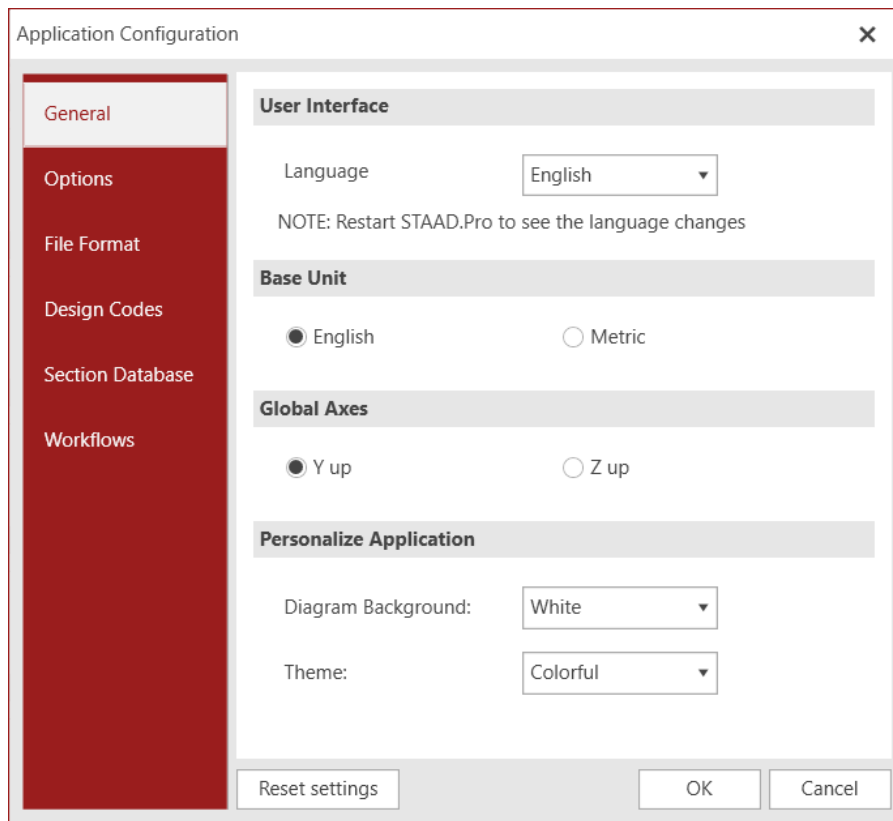 Application Configuration
General
Options
File Format
Design Codes
Section Database
Workflows
User Interface
Language English
NOTE: Restart STAAD.Pro to see the language changes
Base Unit
English Metric
Global Axes
Y up Z up
Personalize Application
Diagram Background: White
Theme: Colorful
Reset settings OK Cancel